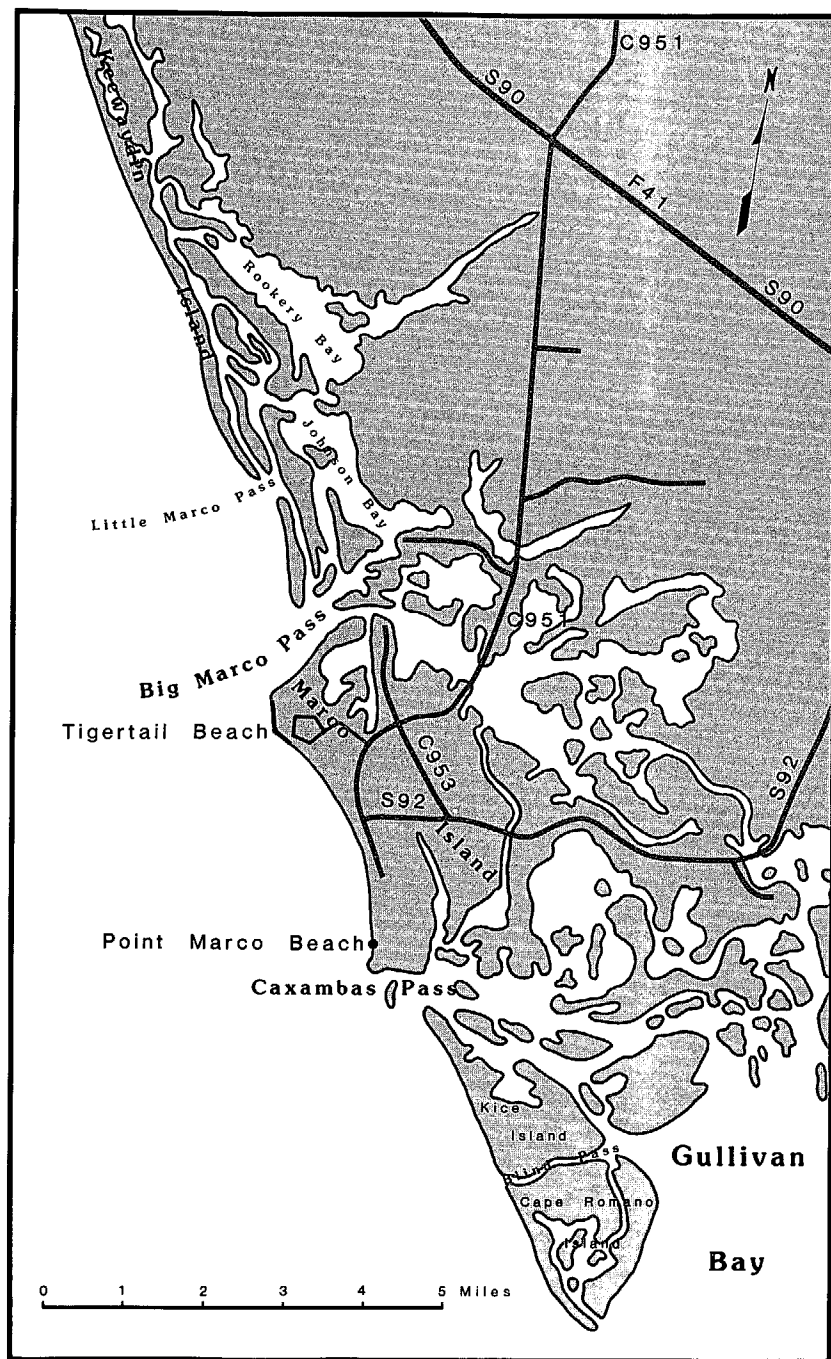 C951
S90
N
Keewaydin
F41
Rookery Bay
S90
Island
Johnson Bay
Little Marco Pass
C951
Big Marco Pass
Marco
Tigertail Beach
C953
S92
S92
Island
Point Marco Beach
Caxambas Pass
Kice
Island
Gullivan
Blind Pass
Cape Romano
Island
Bay
0 1 2 3 4 5 Miles